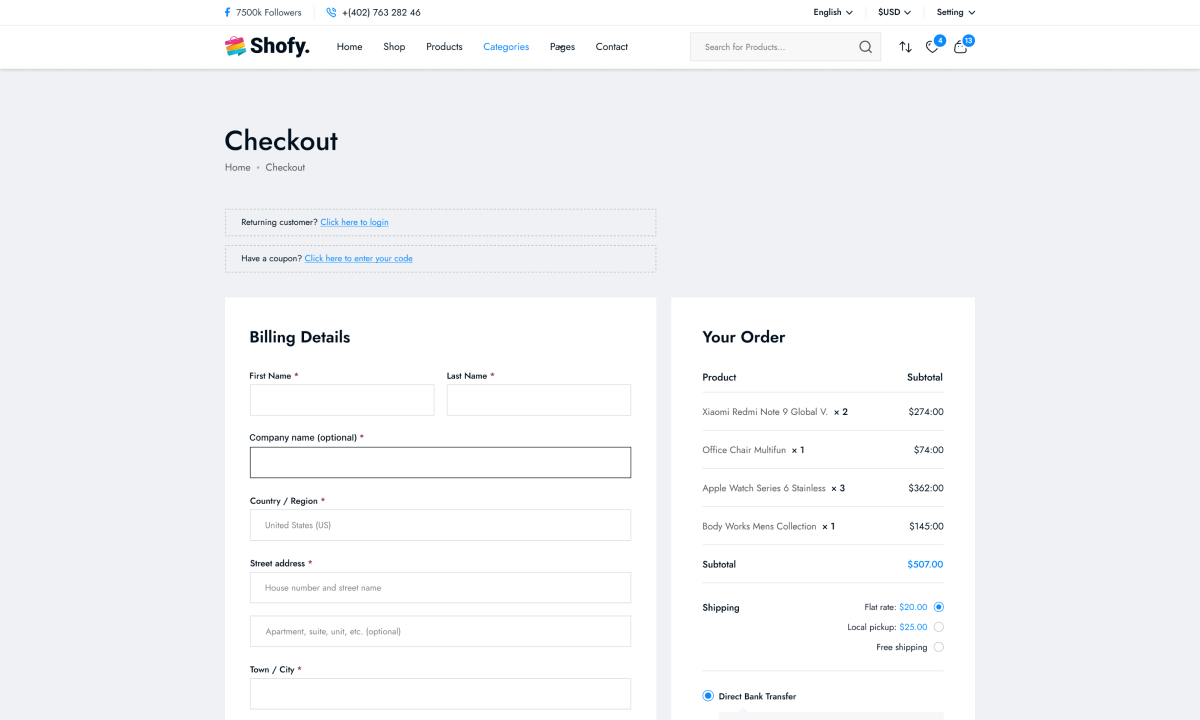 7500k Followers +(402) 763 282 46 English $USD Setting
Shofy. Home Shop Products Categories Pages Contact Search for Products... 4 13
Checkout
Home • Checkout
Returning customer? Click here to login
Have a coupon? Click here to enter your code
Billing Details
First Name * Last Name *
Company name (optional) *
Country / Region *
United States (US)
Street address *
House number and street name
Apartment, suite, unit, etc. (optional)
Town / City *
Your Order
Product Subtotal
Xiaomi Redmi Note 9 Global V. × 2 $274:00
Office Chair Multifun × 1 $74:00
Apple Watch Series 6 Stainless × 3 $362:00
Body Works Mens Collection × 1 $145:00
Subtotal $507.00
Shipping Flat rate: $20.00
Local pickup: $25.00
Free shipping
Direct Bank Transfer